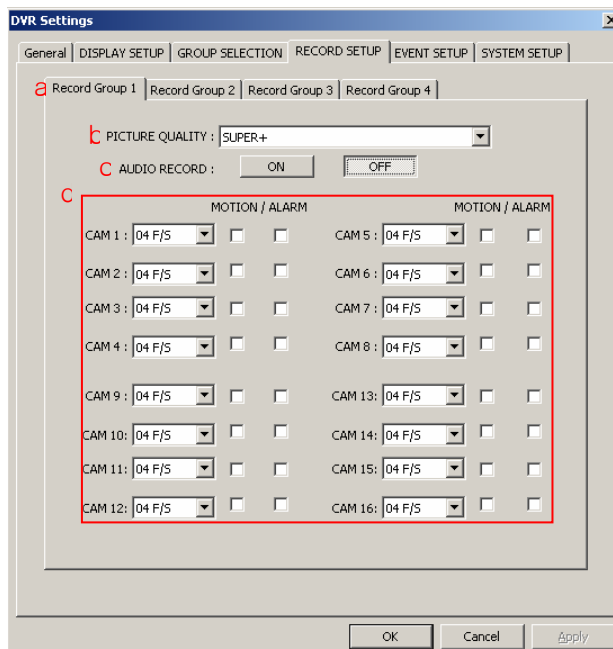 DVR Settings
General DISPLAY SETUP GROUP SELECTION RECORD SETUP EVENT SETUP SYSTEM SETUP
a Record Group 1 Record Group 2 Record Group 3 Record Group 4
PICTURE QUALITY : SUPER+
C AUDIO RECORD : ON OFF
MOTION / ALARM MOTION / ALARM
CAM 1 : 04 F/S CAM 5 : 04 F/S
CAM 2 : 04 F/S CAM 6 : 04 F/S
CAM 3 : 04 F/S CAM 7 : 04 F/S
CAM 4 : 04 F/S CAM 8 : 04 F/S
CAM 9 : 04 F/S CAM 13: 04 F/S
CAM 10: 04 F/S CAM 14: 04 F/S
CAM 11: 04 F/S CAM 15: 04 F/S
CAM 12: 04 F/S CAM 16: 04 F/S
OK Cancel Apply